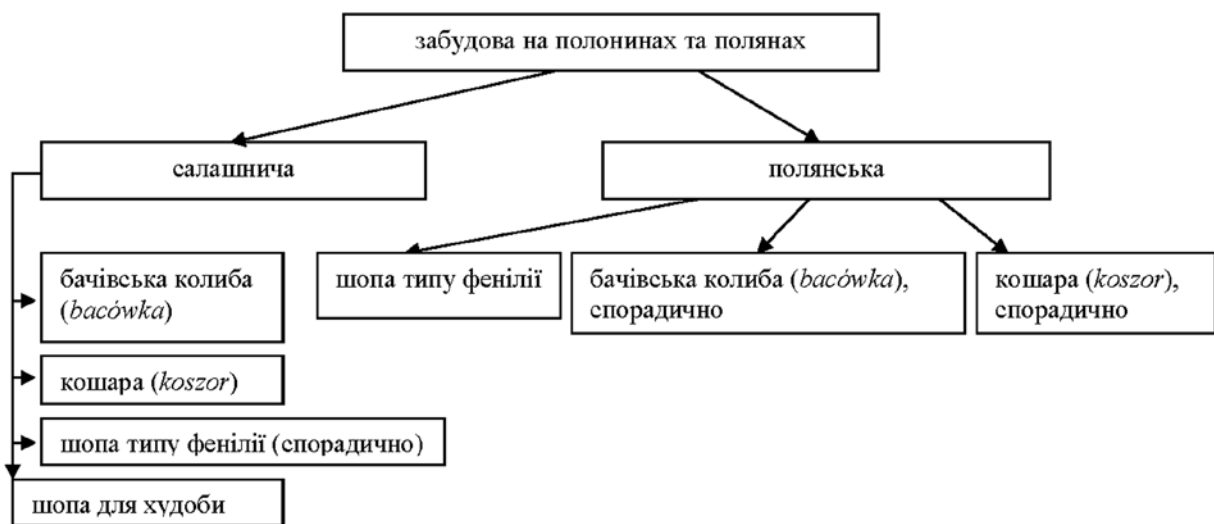 забудова на полонинах та полянах
салашнича
полянська
бачівська колиба
(bacówka)
кошара (koszor)
шопа типу фенілії (спорадично)
шопа для худоби
шопа типу фенілії
бачівська колиба (bacówka),
спорадично
кошара (koszor),
спорадично